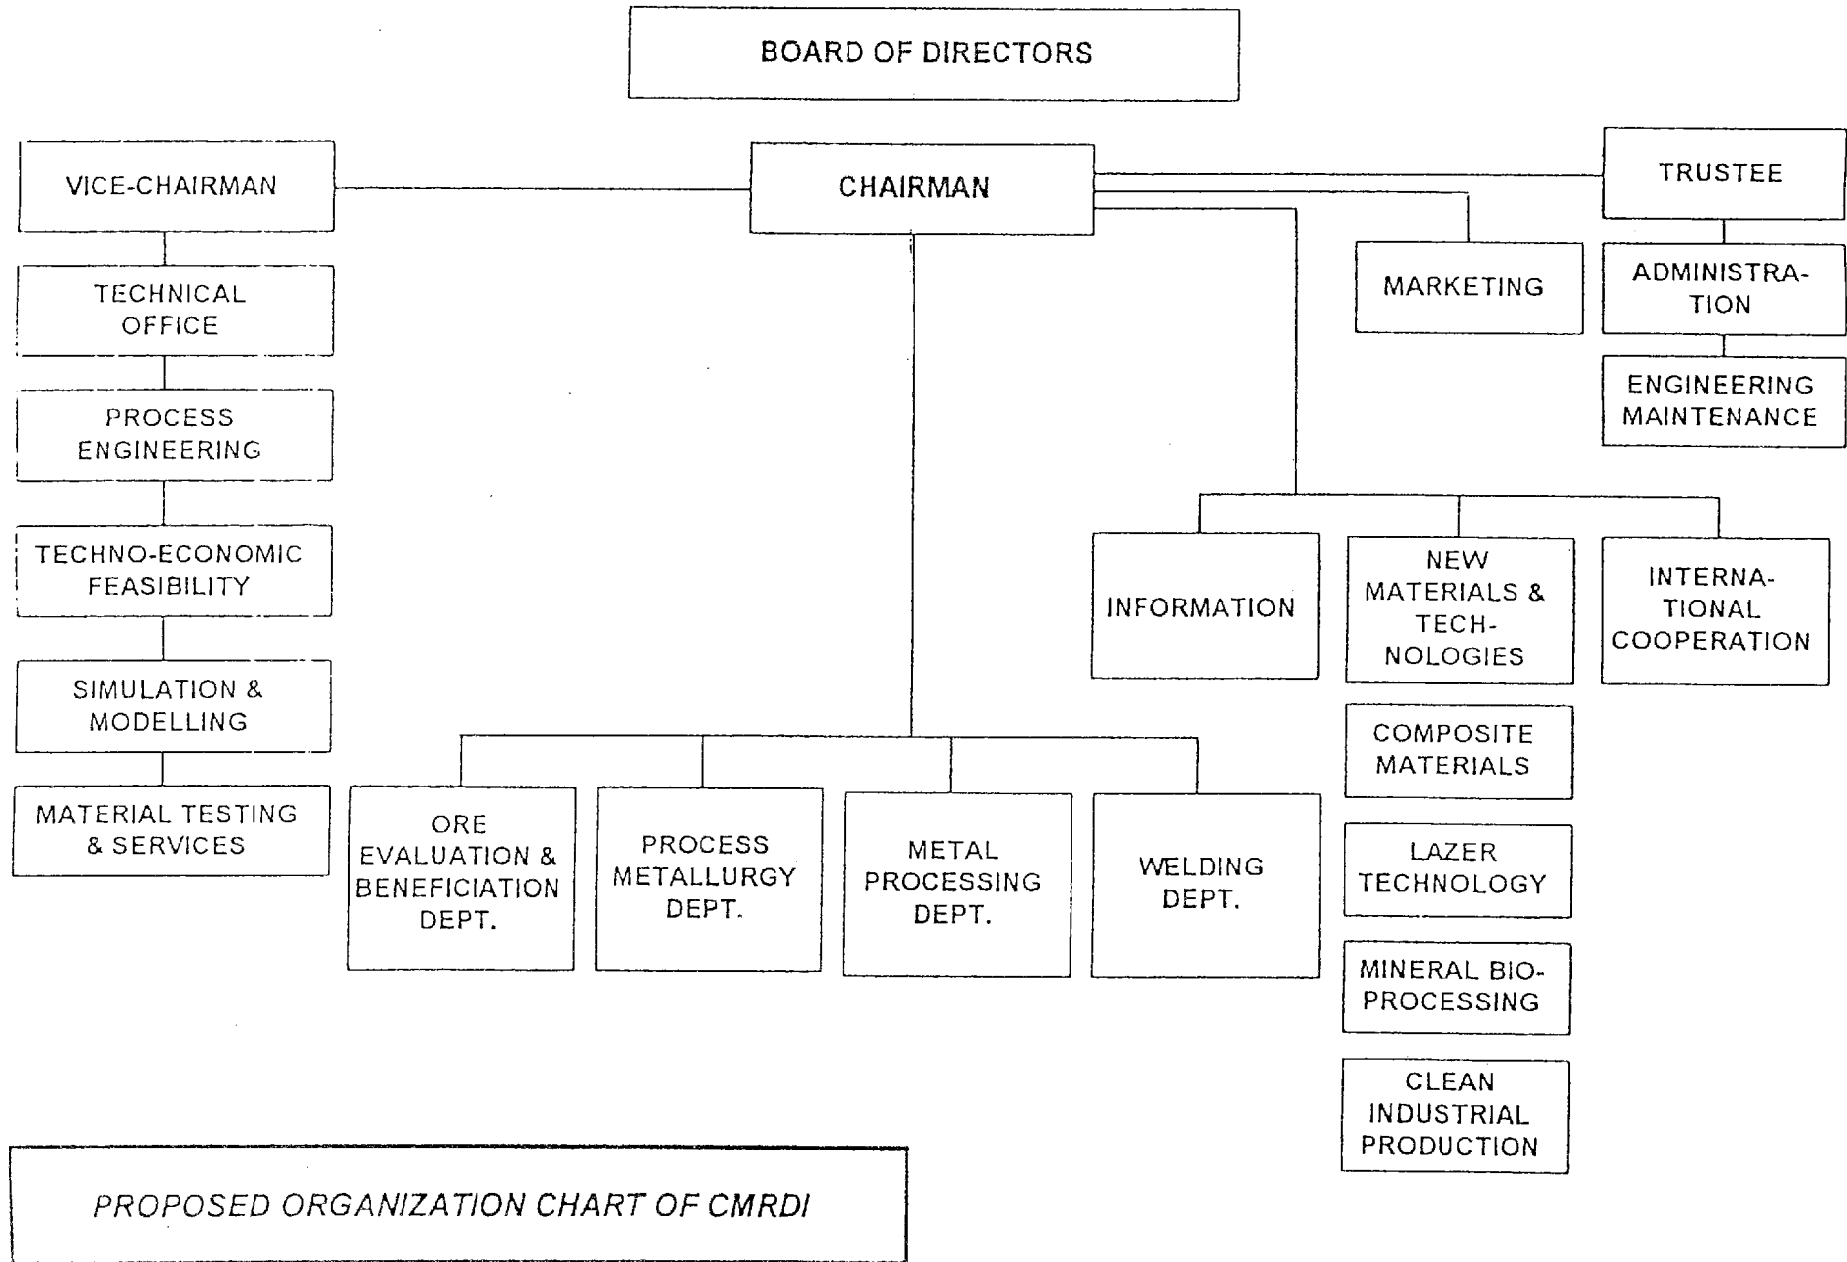 BOARD OF DIRECTORS
VICE-CHAIRMAN
CHAIRMAN
TRUSTEE
TECHNICAL
OFFICE
PROCESS
ENGINEERING
TECHNO-ECONOMIC
FEASIBILITY
SIMULATION &
MODELLING
MATERIAL TESTING
& SERVICES
MARKETING
ADMINISTRA-
TION
ENGINEERING
MAINTENANCE
INFORMATION
NEW
MATERIALS &
TECH-
NOLOGIES
INTERNA-
TIONAL
COOPERATION
COMPOSITE
MATERIALS
LAZER
TECHNOLOGY
MINERAL BIO-
PROCESSING
CLEAN
INDUSTRIAL
PRODUCTION
ORE
EVALUATION &
BENEFICIATION
DEPT.
PROCESS
METALLURGY
DEPT.
METAL
PROCESSING
DEPT.
WELDING
DEPT.
PROPOSED ORGANIZATION CHART OF CMRDI